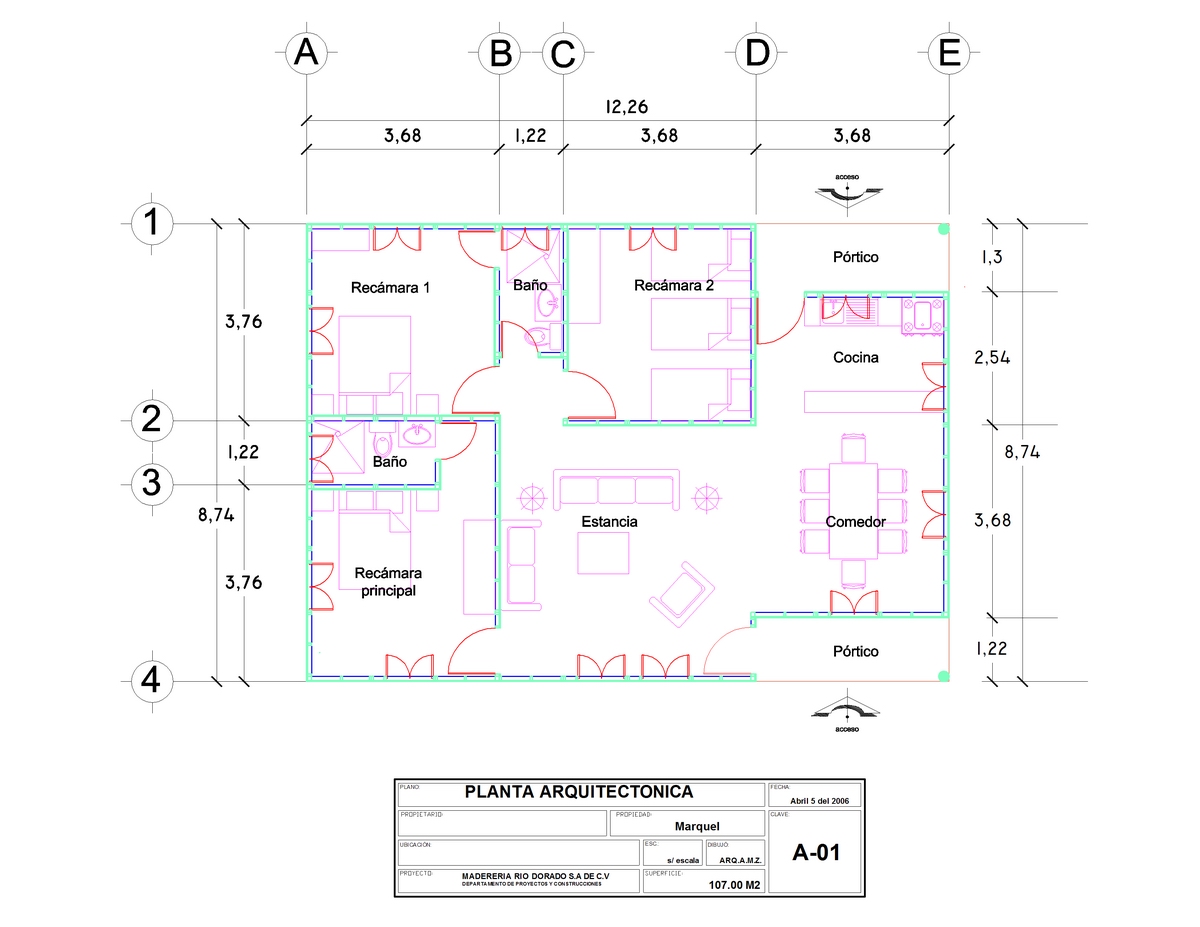 A B C D E
12,26
3,68 1,22 3,68 3,68
acceso
1
3,76
2
1,22
3
8,74
3,76
4
1,3
2,54
8,74
3,68
1,22
Pórtico
Recámara 1
Baño
Recámara 2
Cocina
Baño
Estancia
Comedor
Recámara
principal
Pórtico
acceso
PLANO:
PLANTA ARQUITECTONICA
FECHA:
Abril 5 del 2006
PROPIETARIO:
PROPIEDAD:
Marquel
CLAVE:
A-01
UBICACION:
ESC.
s/ escala
DIBUJO:
ARQ.A.M.Z.
PROYECTO:
MADERERIA RIO DORADO S.A DE C.V
DEPARTAMENTO DE PROYECTOS Y CONSTRUCCIONES
SUPERFICIE:
107.00 M2